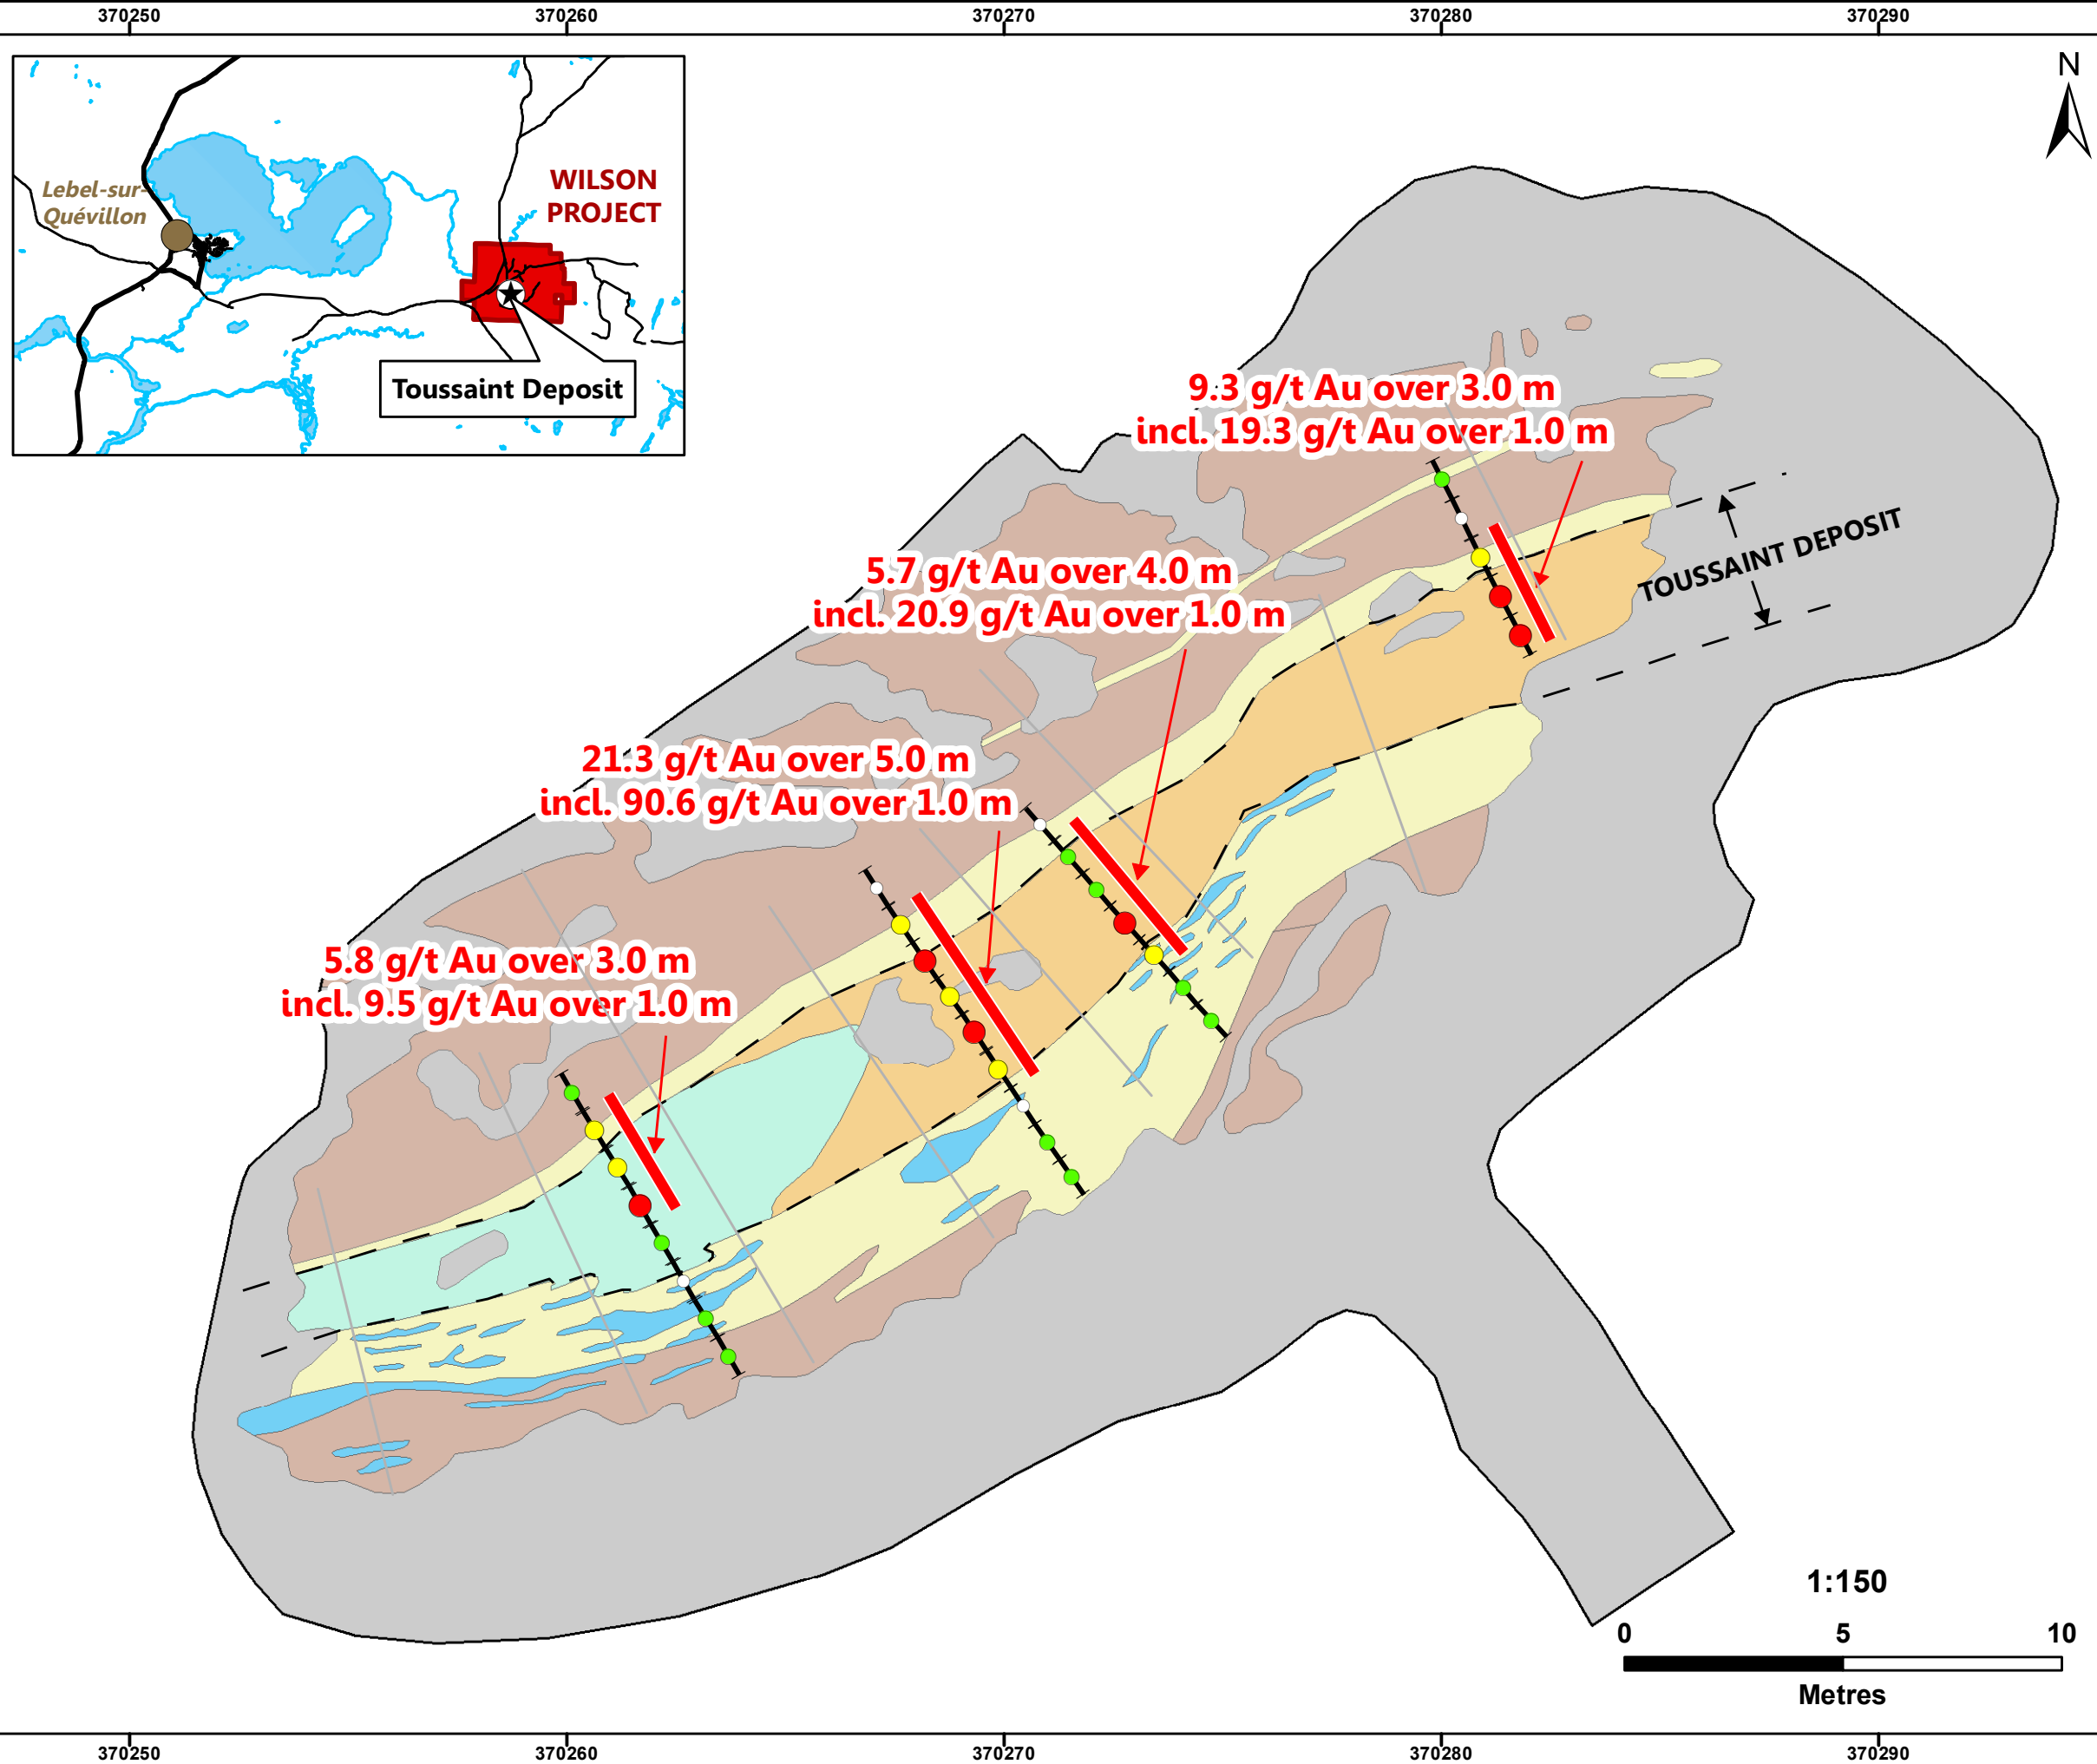 370250 370260 370270 370280 370290
N
Lebel-sur-
Quévillon
WILSON
PROJECT
Toussaint Deposit
9.3 g/t Au over 3.0 m
incl. 19.3 g/t Au over 1.0 m
TOUSSAINT DEPOSIT
5.7 g/t Au over 4.0 m
incl. 20.9 g/t Au over 1.0 m
21.3 g/t Au over 5.0 m
incl. 90.6 g/t Au over 1.0 m
5.8 g/t Au over 3.0 m
incl. 9.5 g/t Au over 1.0 m
1:150
0 5 10
Metres
370250 370260 370270 370280 370290